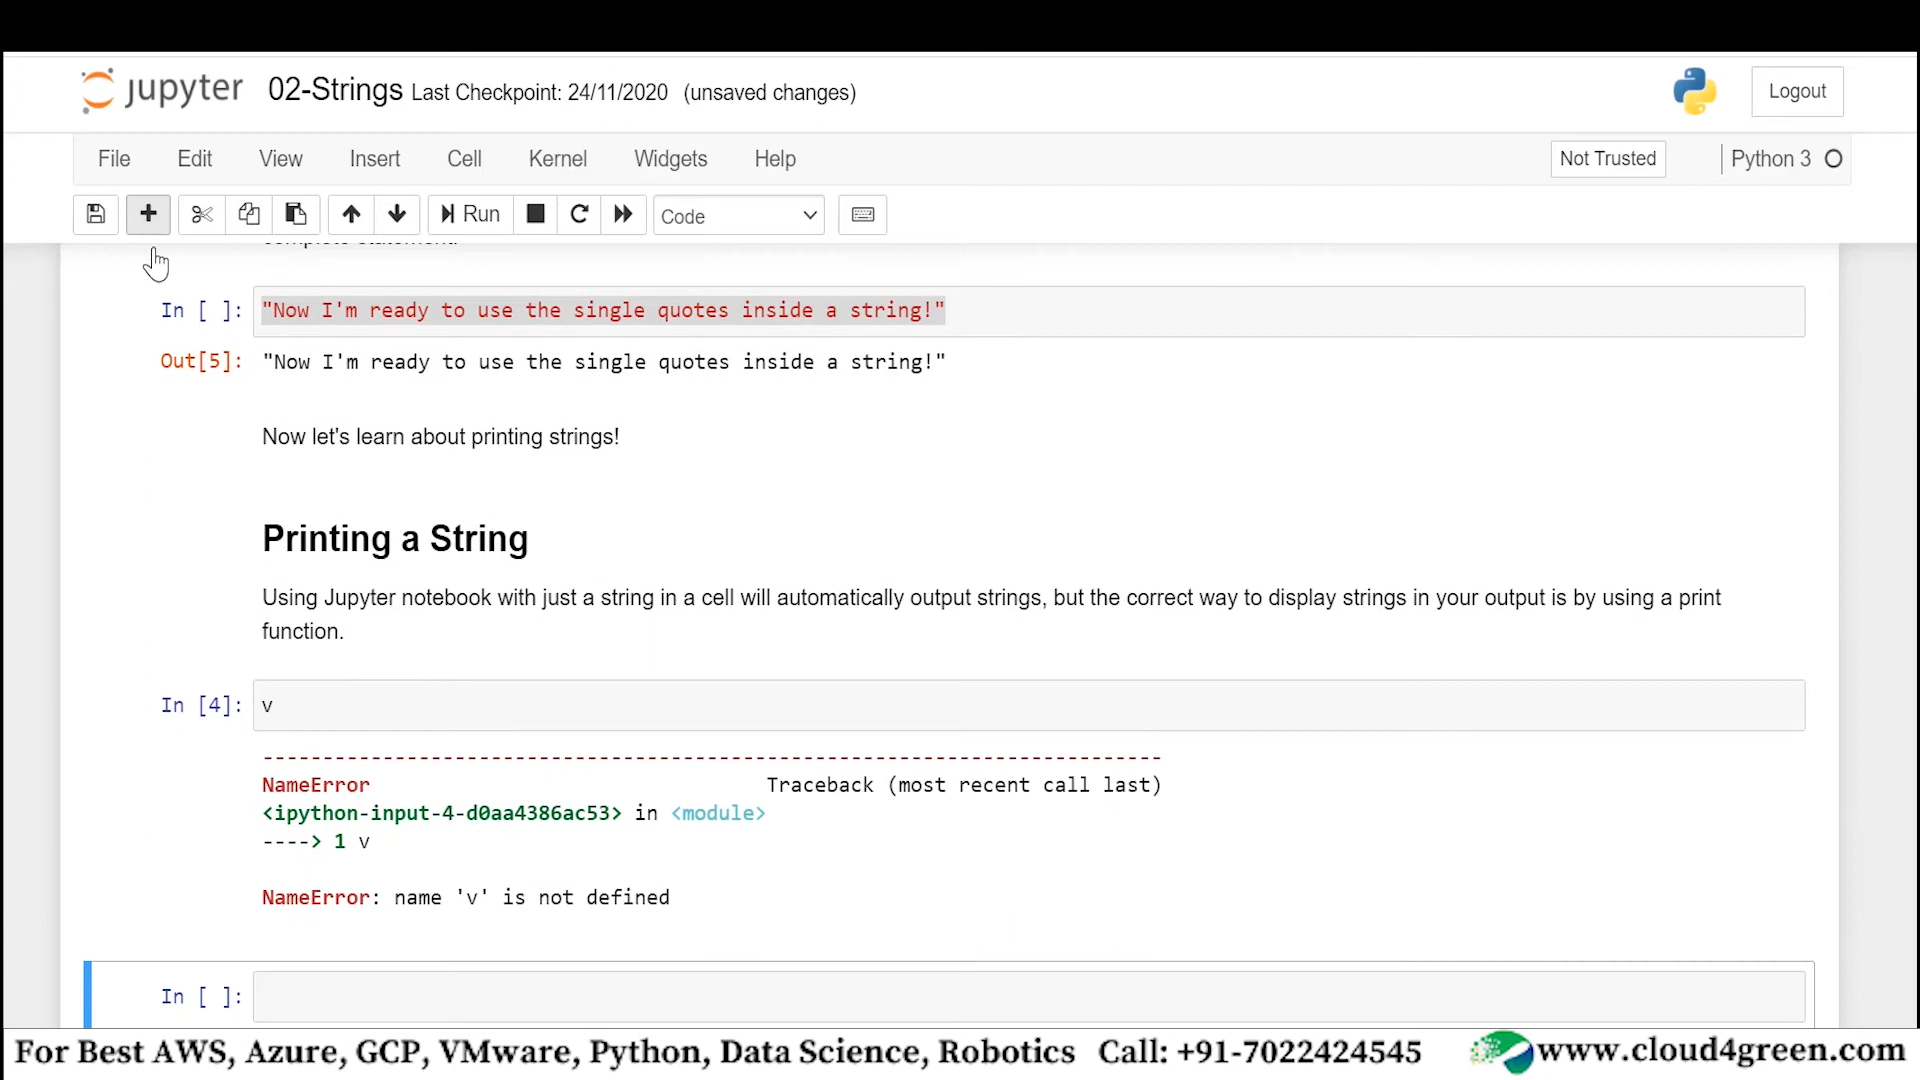 jupyter 02-Strings Last Checkpoint: 24/11/2020 (unsaved changes) Logout
File Edit View Insert Cell Kernel Widgets Help Not Trusted Python 3
Run Code
complete statement.
In [ ]: "Now I'm ready to use the single quotes inside a string!"
Out[5]: "Now I'm ready to use the single quotes inside a string!"
Now let's learn about printing strings!
Printing a String
Using Jupyter notebook with just a string in a cell will automatically output strings, but the correct way to display strings in your output is by using a print
function.
In [4]: v
---------------------------------------------------------------------------
NameError Traceback (most recent call last)
<ipython-input-4-d0aa4386ac53> in <module>
----> 1 v
NameError: name 'v' is not defined
In [ ]:
For Best AWS, Azure, GCP, VMware, Python, Data Science, Robotics Call: +91-7022424545 www.cloud4green.com